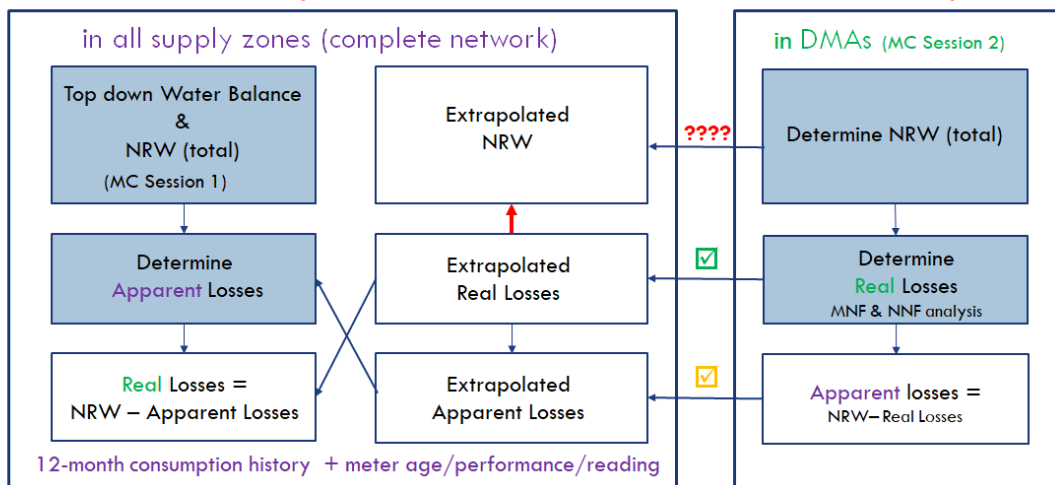 in all supply zones (complete network)
in DMAs (MC Session 2)
Top down Water Balance
&
NRW (total)
(MC Session 1)
Extrapolated
NRW
????
Determine NRW (total)
Determine
Apparent Losses
Extrapolated
Real Losses
Determine
Real Losses
MNF & NNF analysis
Real Losses =
NRW – Apparent Losses
Extrapolated
Apparent Losses
Apparent losses =
NRW–Real Losses
12-month consumption history + meter age/performance/reading